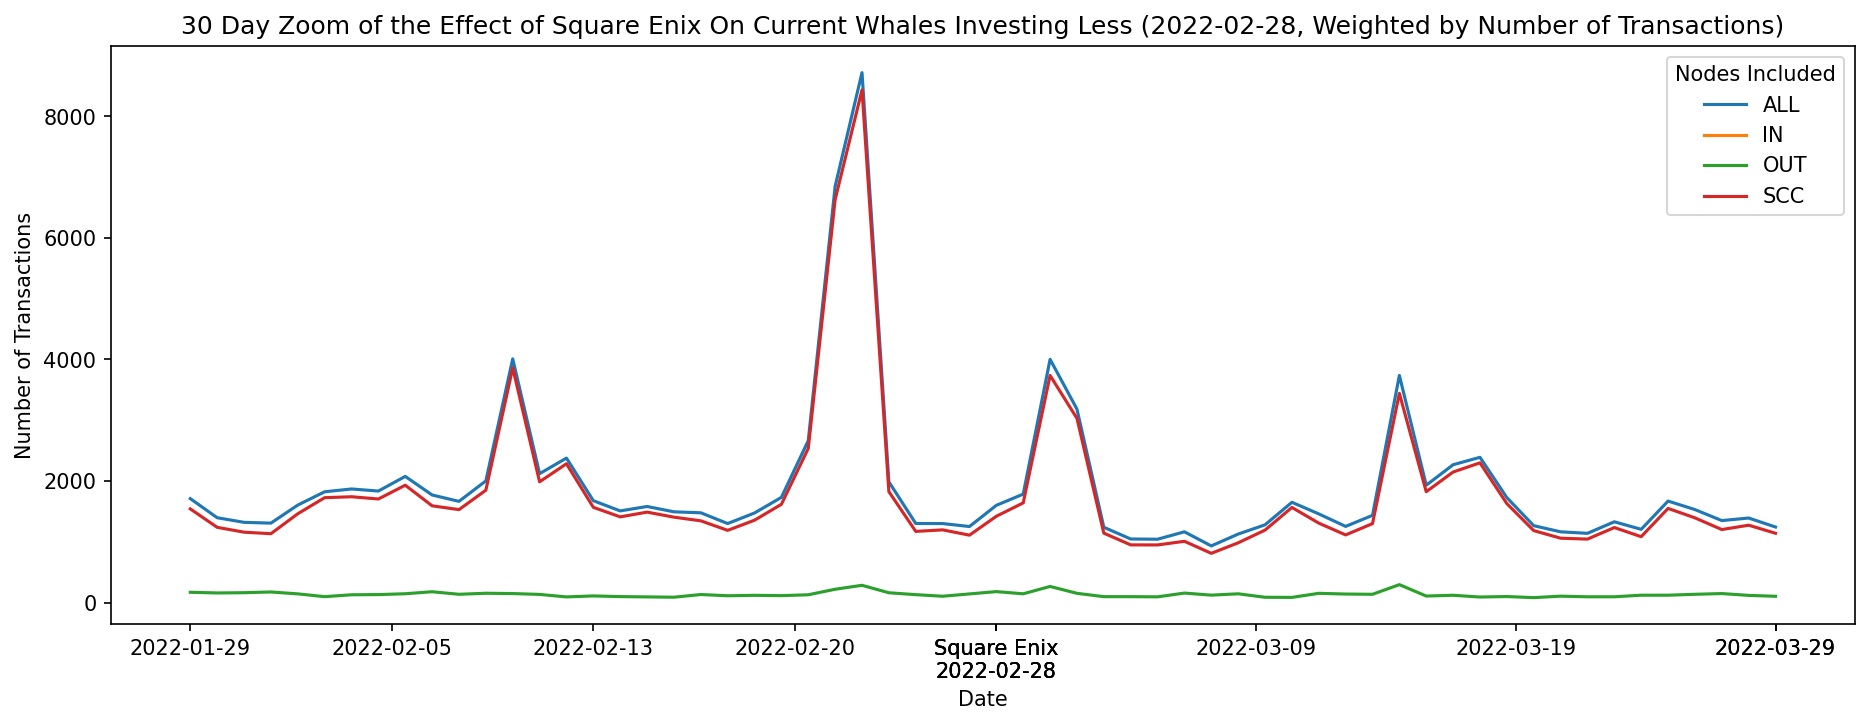 30 Day Zoom of the Effect of Square Enix On Current Whales Investing Less (2022-02-28, Weighted by Number of Transactions)
Nodes Included
ALL
IN
OUT
SCC
Number of Transactions
8000
6000
4000
2000
0
2022-01-29 2022-02-05 2022-02-13 2022-02-20 Square Enix 2022-03-09 2022-03-19 2022-03-29
2022-02-28
Date